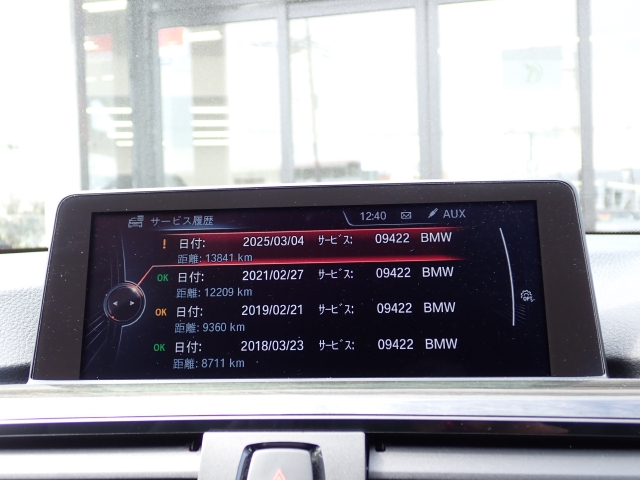 サービス履歴 12:40 AUX
! 日付: 2025/03/04 ｻｰﾋﾞｽ: 09422 BMW
距離: 13841 km
OK 日付: 2021/02/27 ｻｰﾋﾞｽ: 09422 BMW
距離: 12209 km
OK 日付: 2019/02/21 ｻｰﾋﾞｽ: 09422 BMW
距離: 9360 km
OK 日付: 2018/03/23 ｻｰﾋﾞｽ: 09422 BMW
距離: 8711 km